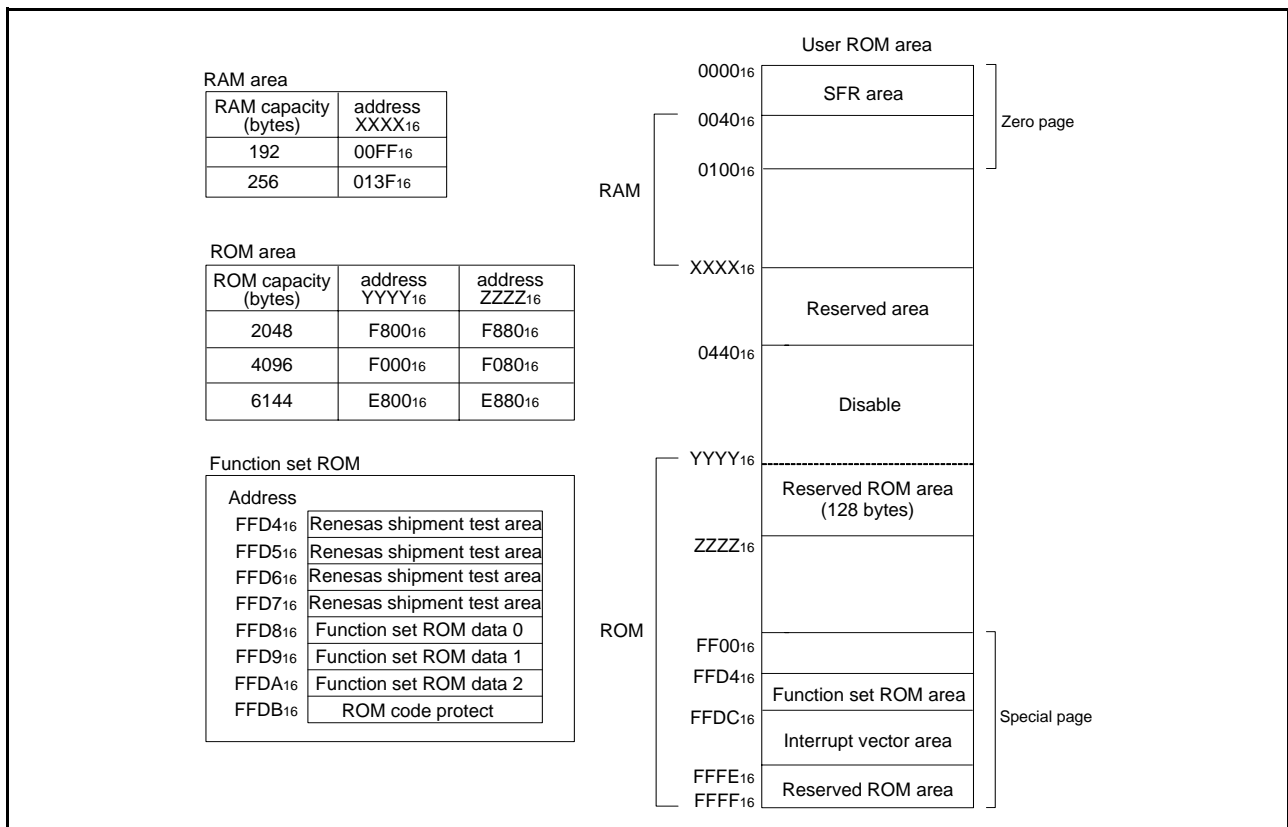 RAM area
RAM capacity (bytes) address XXXX16
192 00FF16
256 013F16
ROM area
ROM capacity (bytes) address YYYY16 address ZZZZ16
2048 F80016 F88016
4096 F00016 F08016
6144 E80016 E88016
Function set ROM
Address
FFD416 Renesas shipment test area
FFD516 Renesas shipment test area
FFD616 Renesas shipment test area
FFD716 Renesas shipment test area
FFD816 Function set ROM data 0
FFD916 Function set ROM data 1
FFDA16 Function set ROM data 2
FFDB16 ROM code protect
User ROM area
000016
SFR area
004016
Zero page
010016
RAM
XXXX16
Reserved area
044016
Disable
YYYY16
Reserved ROM area
(128 bytes)
ZZZZ16
ROM
FF0016
FFD416
Function set ROM area
FFDC16
Special page
Interrupt vector area
FFFE16
Reserved ROM area
FFFF16